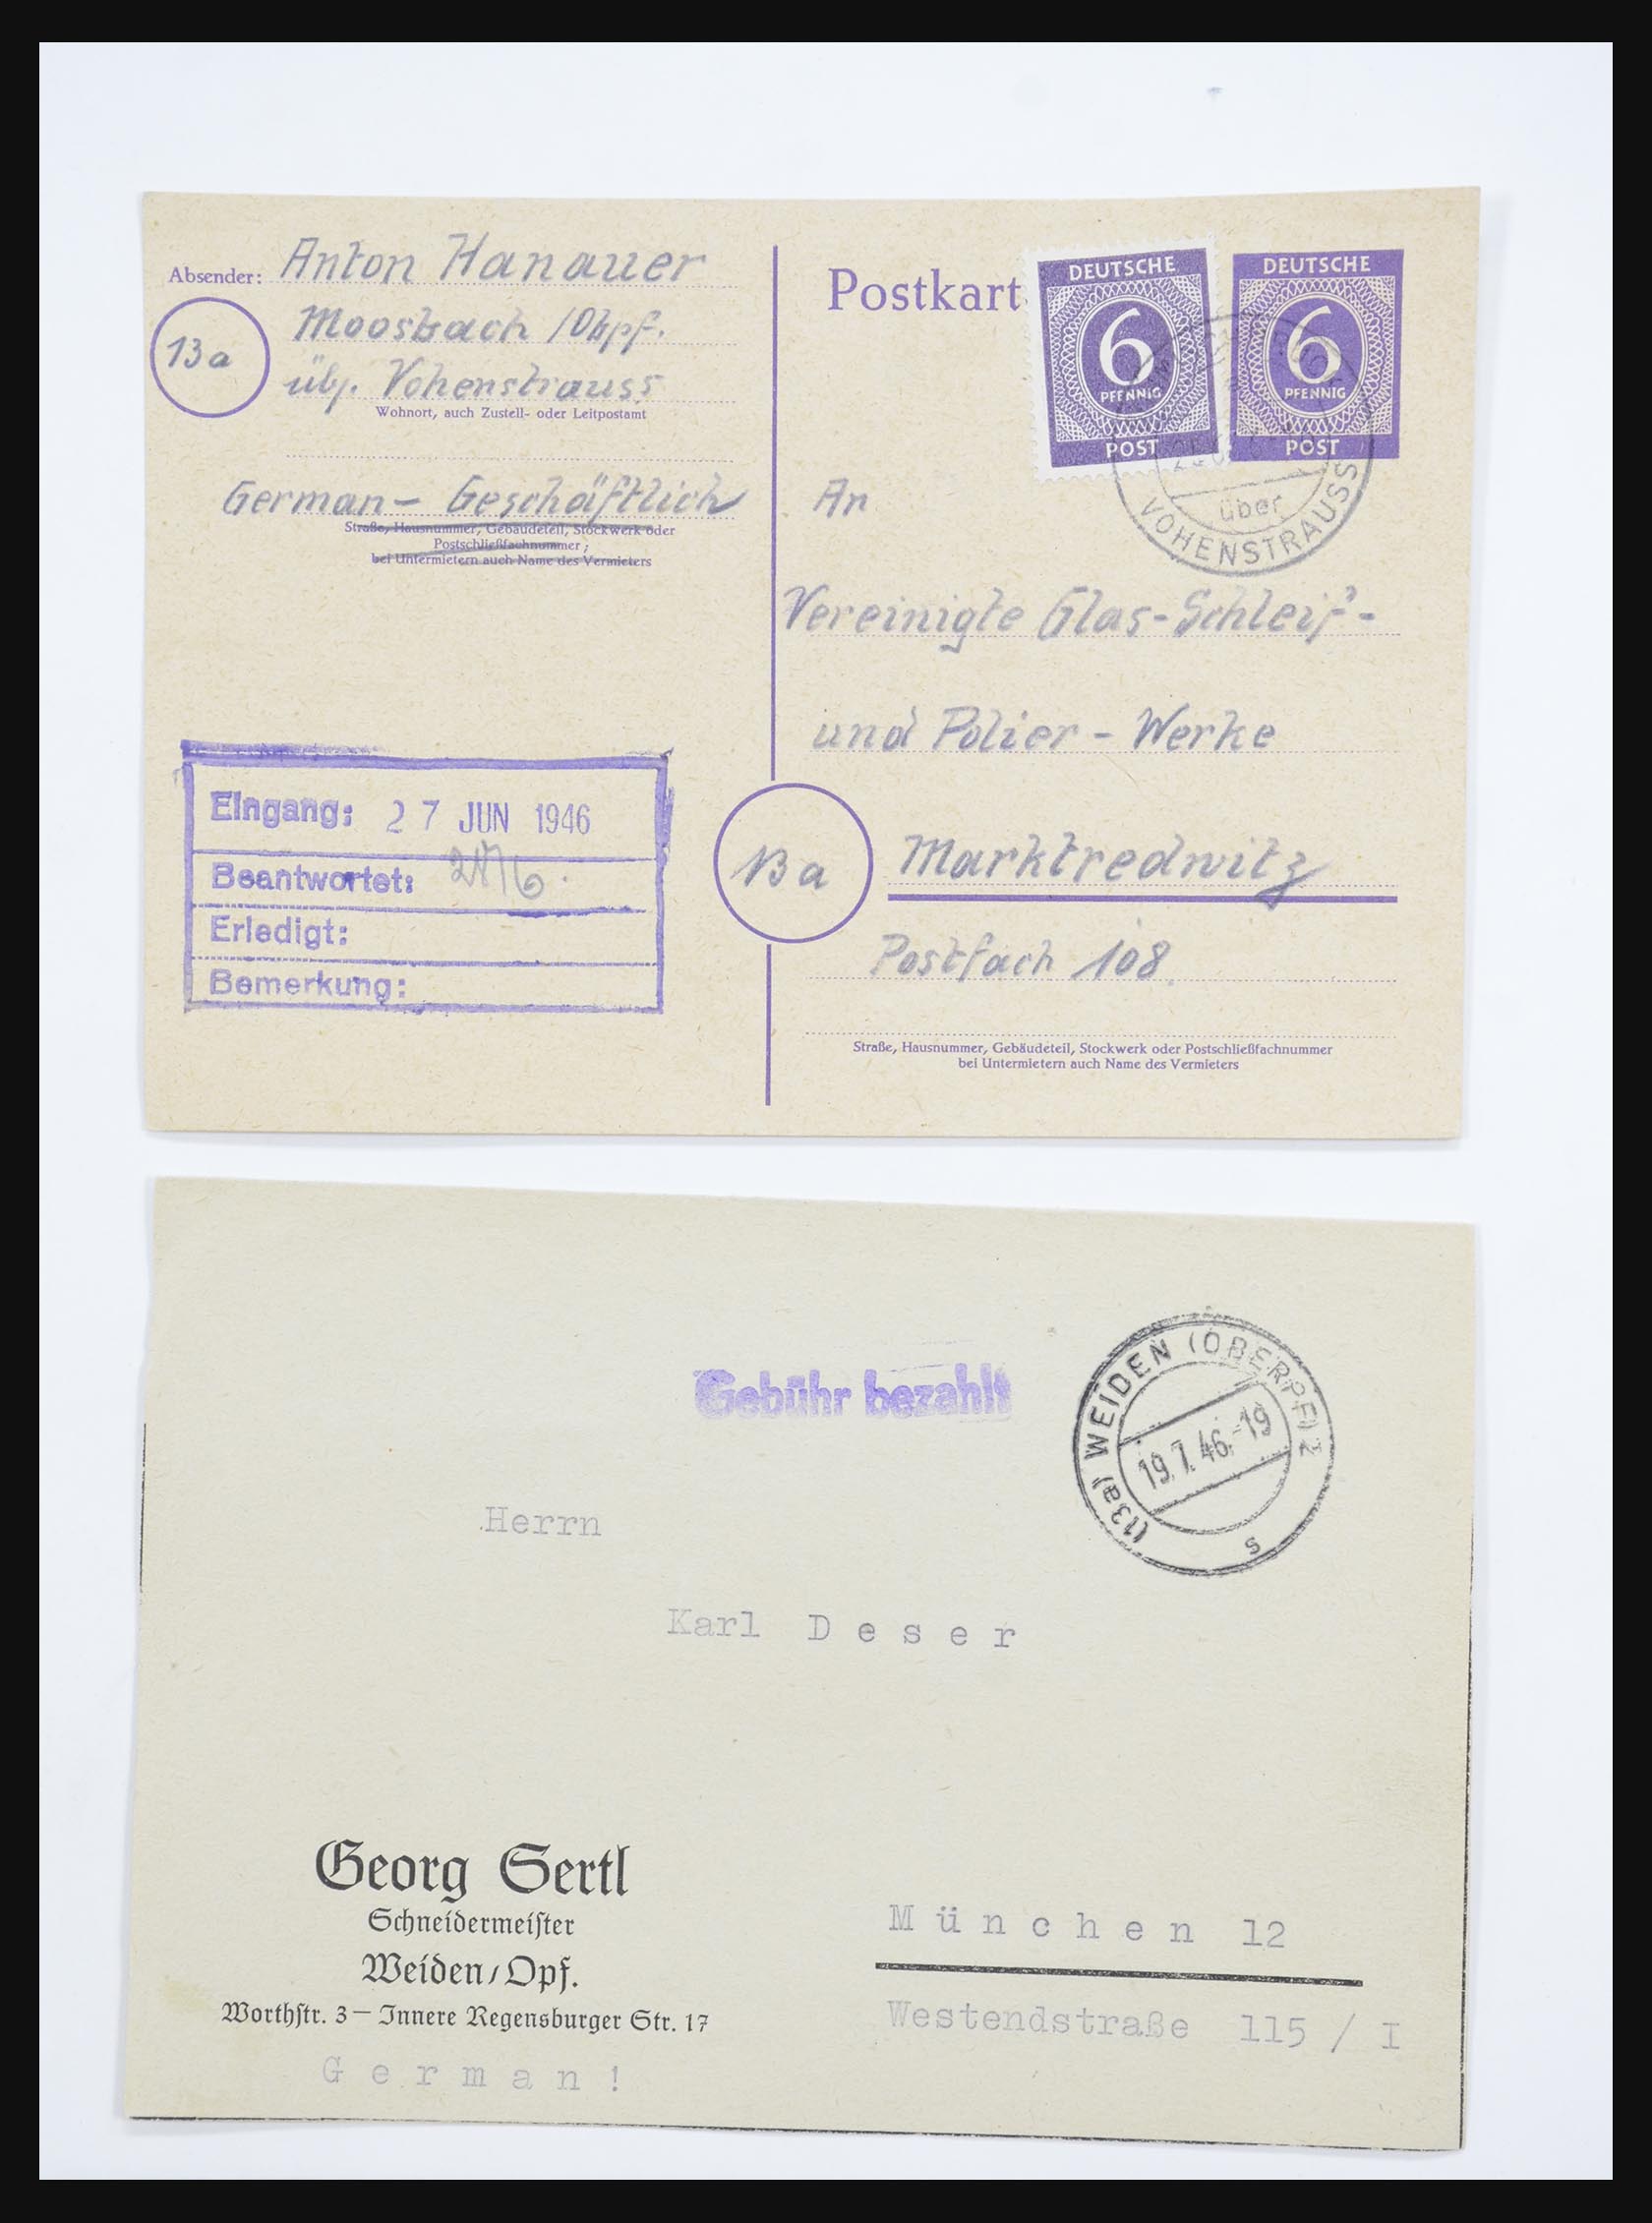 Absender: Anton Hanauer
13a
Moosbach /Obpf.
üb. Vohenstrauss
Wohnort, auch Zustell- oder Leitpostamt
German- Geschäftlich
Straße, Hausnummer, Gebäudeteil, Stockwerk oder
Postschließfachnummer;
bei Untermietern auch Name des Vermieters
Eingang: 27 JUN 1946
Beantwortet:
Erledigt:
Bemerkung:
Postkart
DEUTSCHE
6
PFENNIG
POST
DEUTSCHE
6
PFENNIG
POST
über
VOHENSTRAUSS
An
Vereinigte Glas-Schleif-
und Polier-Werke
13a
Marktredwitz
Postfach 108
Straße, Hausnummer, Gebäudeteil, Stockwerk oder Postschließfachnummer
bei Untermietern auch Name des Vermieters
Gebühr bezahlt
(13a) WEIDEN (OBERPF) 2
19.7.46.-19
s
Herrn
Karl Deser
Georg Sertl
Schneidermeister
Weiden/Opf.
Worthstr. 3 — Innere Regensburger Str. 17
German!
München 12
Westendstraße 115 / I